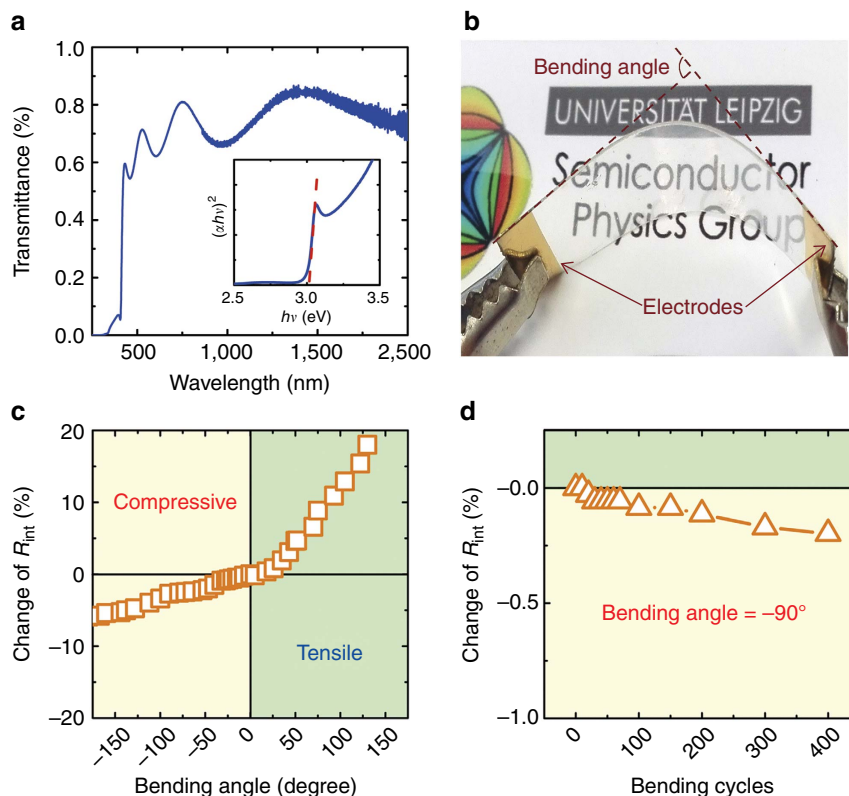 a
1.0
0.8
0.6
0.4
0.2
0.0
Transmittance (%)
500
1,000
1,500
2,500
Wavelength (nm)
(αhν)²
2.5
3.0
3.5
hν (eV)
b
Bending angle
UNIVERSITÄT LEIPZIG
Semiconductor
Physics Group
Electrodes
c
20
10
0
−10
−20
Change of Rint (%)
Compressive
Tensile
−150
−100
−50
0
50
100
150
Bending angle (degree)
d
−0.0
−0.5
−1.0
Change of Rint (%)
Bending angle = −90°
0
100
200
300
400
Bending cycles